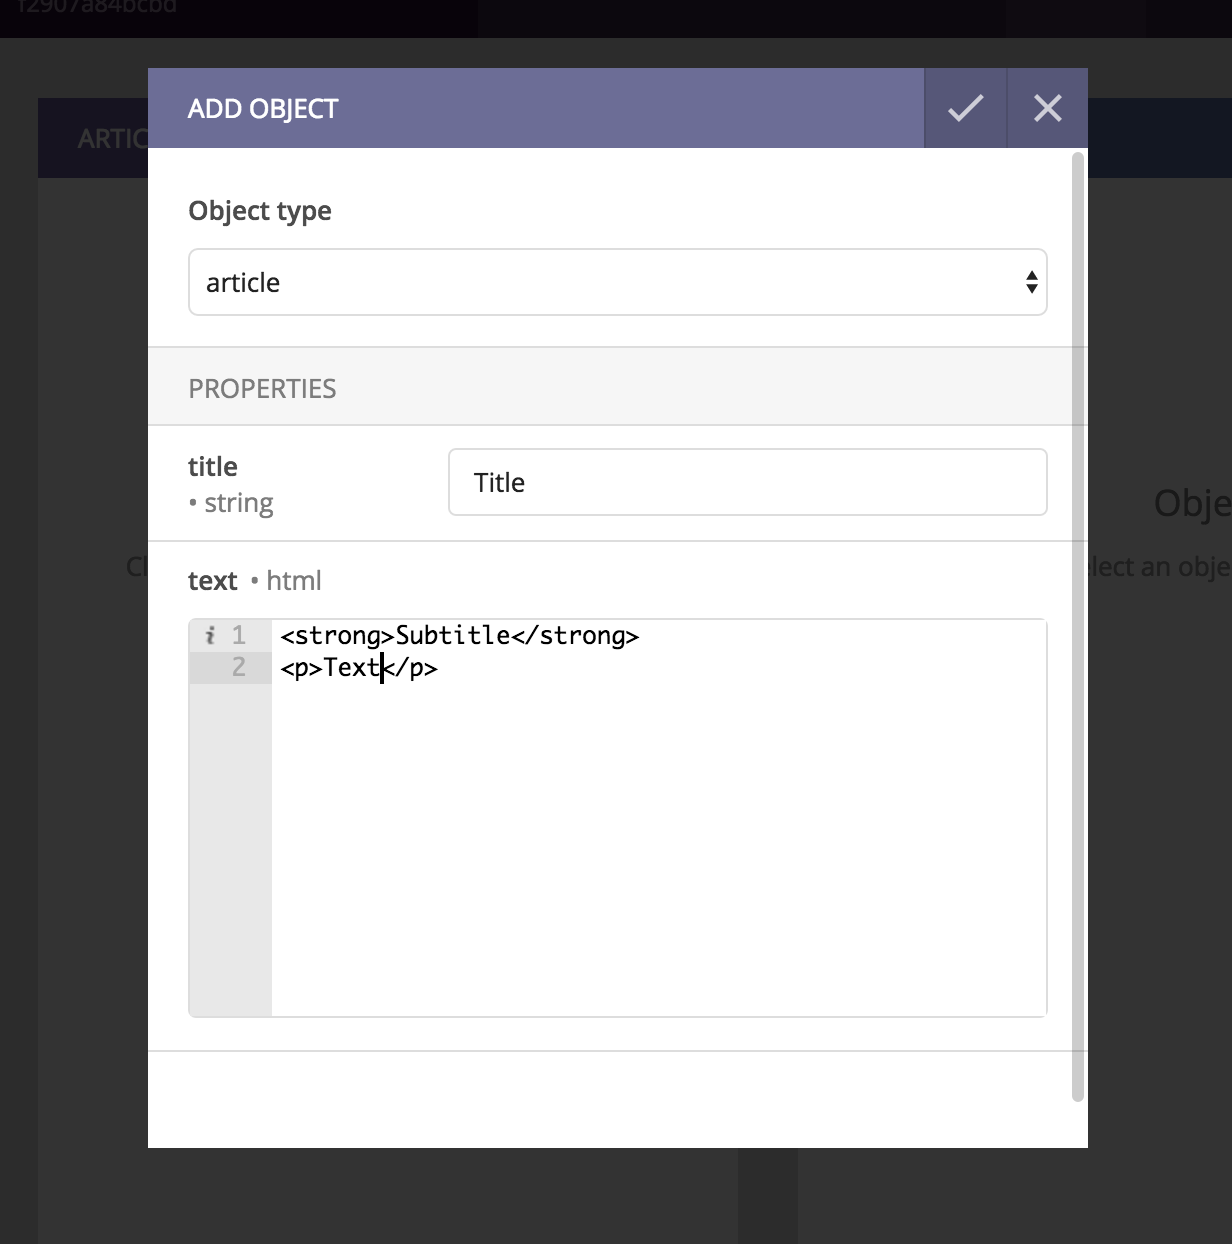 f2907a84bcbd
ADD OBJECT
ARTIC
Object type
article
PROPERTIES
title
• string
Title
text • html
i 1 <strong>Subtitle</strong>
2 <p>Text</p>
Obje
Cl
elect an obje